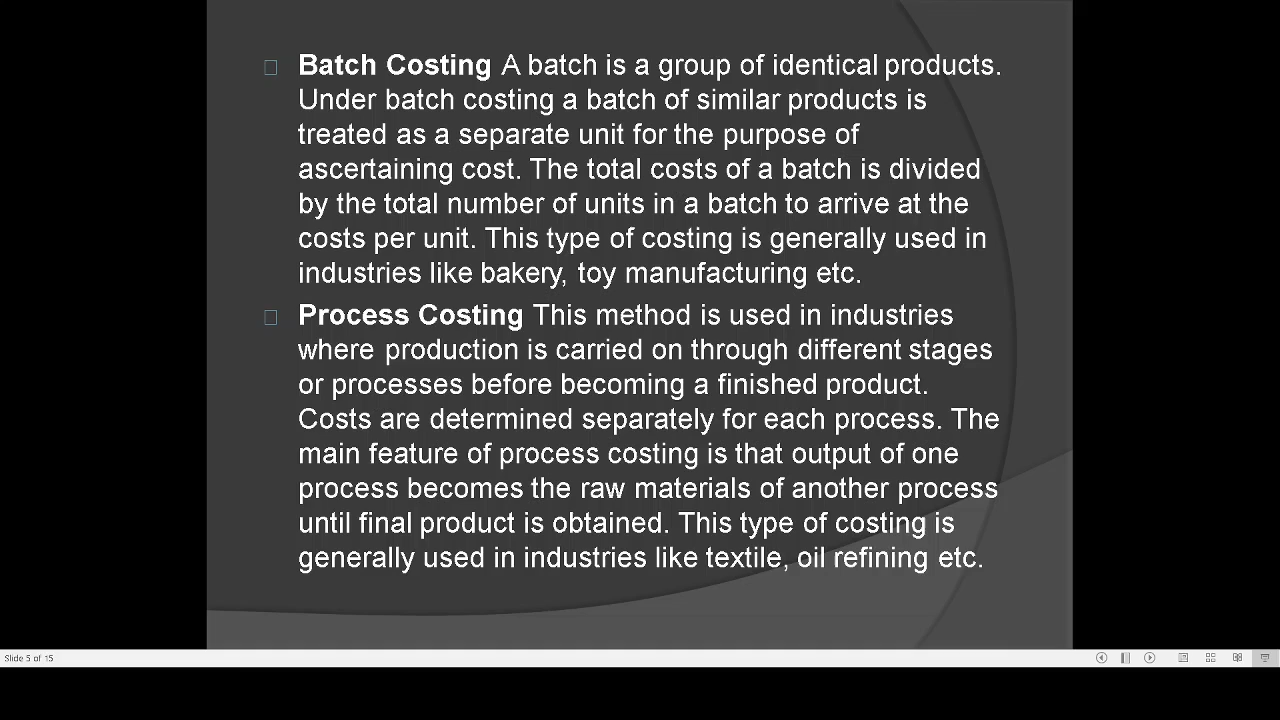 Batch Costing A batch is a group of identical products.
Under batch costing a batch of similar products is
treated as a separate unit for the purpose of
ascertaining cost. The total costs of a batch is divided
by the total number of units in a batch to arrive at the
costs per unit. This type of costing is generally used in
industries like bakery, toy manufacturing etc.
Process Costing This method is used in industries
where production is carried on through different stages
or processes before becoming a finished product.
Costs are determined separately for each process. The
main feature of process costing is that output of one
process becomes the raw materials of another process
until final product is obtained. This type of costing is
generally used in industries like textile, oil refining etc.
Slide 5 of 15